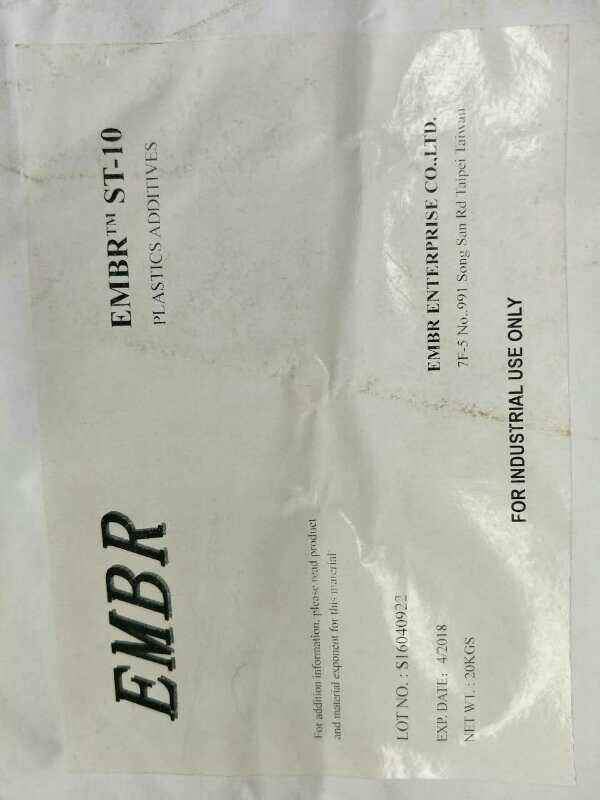 EMBR
EMBR™ ST-10
PLASTICS ADDITIVES
For addition information, please read product
and material exponent for this material
LOT NO. : S16040922
EXP. DATE : 4/2018
NET WT. : 20KGS
EMBR ENTERPRISE CO.,LTD.
7F-5 No.,991 Song San Rd Taipei Taiwan
FOR INDUSTRIAL USE ONLY